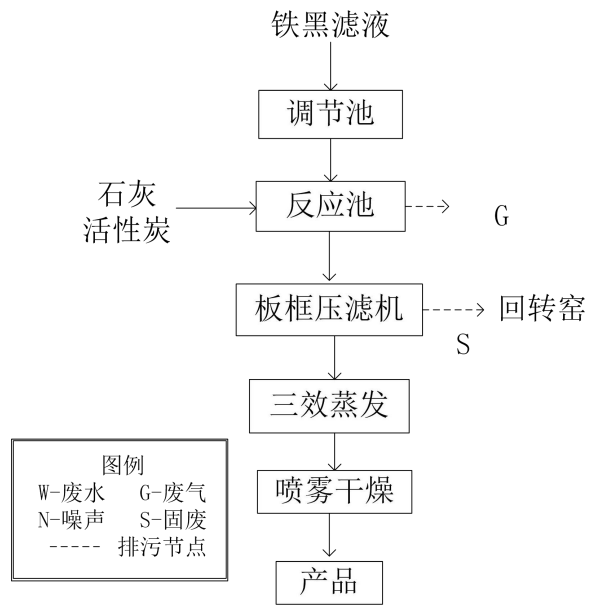 铁黑滤液
调节池
石灰
活性炭
反应池
G
板框压滤机
回转窑
S
三效蒸发
图例
W-废水 G-废气
N-噪声 S-固废
----- 排污节点
喷雾干燥
产品